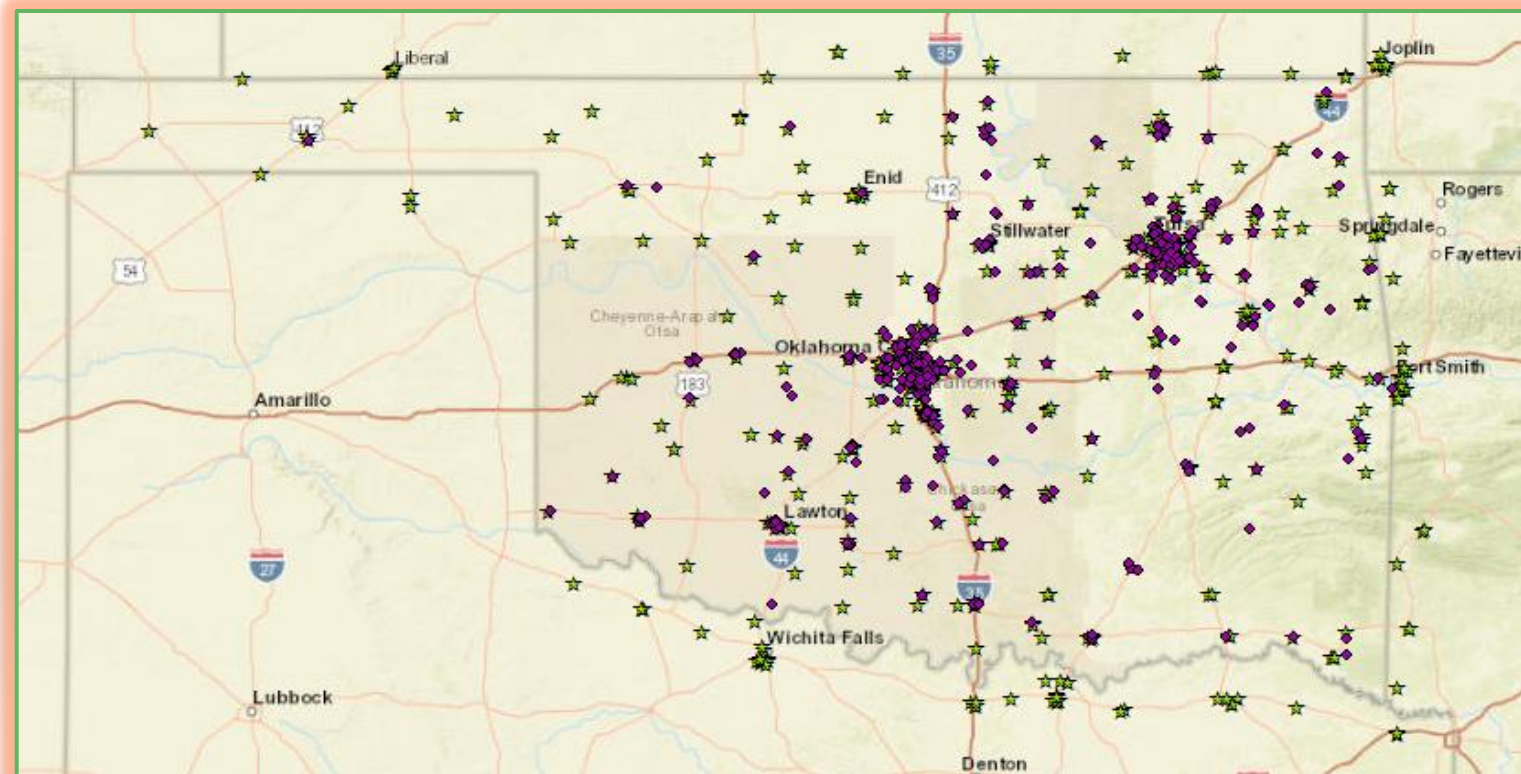 Liberal
35
Joplin
44
412
Enid
412
Rogers
Stillwater
Tulsa
Springdale
54
Cheyenne-Arapaho
Otsa
Oklahoma
183
Fort Smith
Amarillo
Lawton
27
44
35
Wichita Falls
Lubbock
Denton